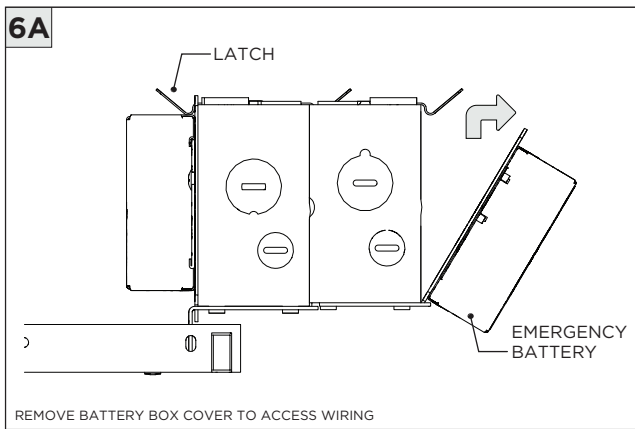 6A
LATCH
EMERGENCY
BATTERY
REMOVE BATTERY BOX COVER TO ACCESS WIRING